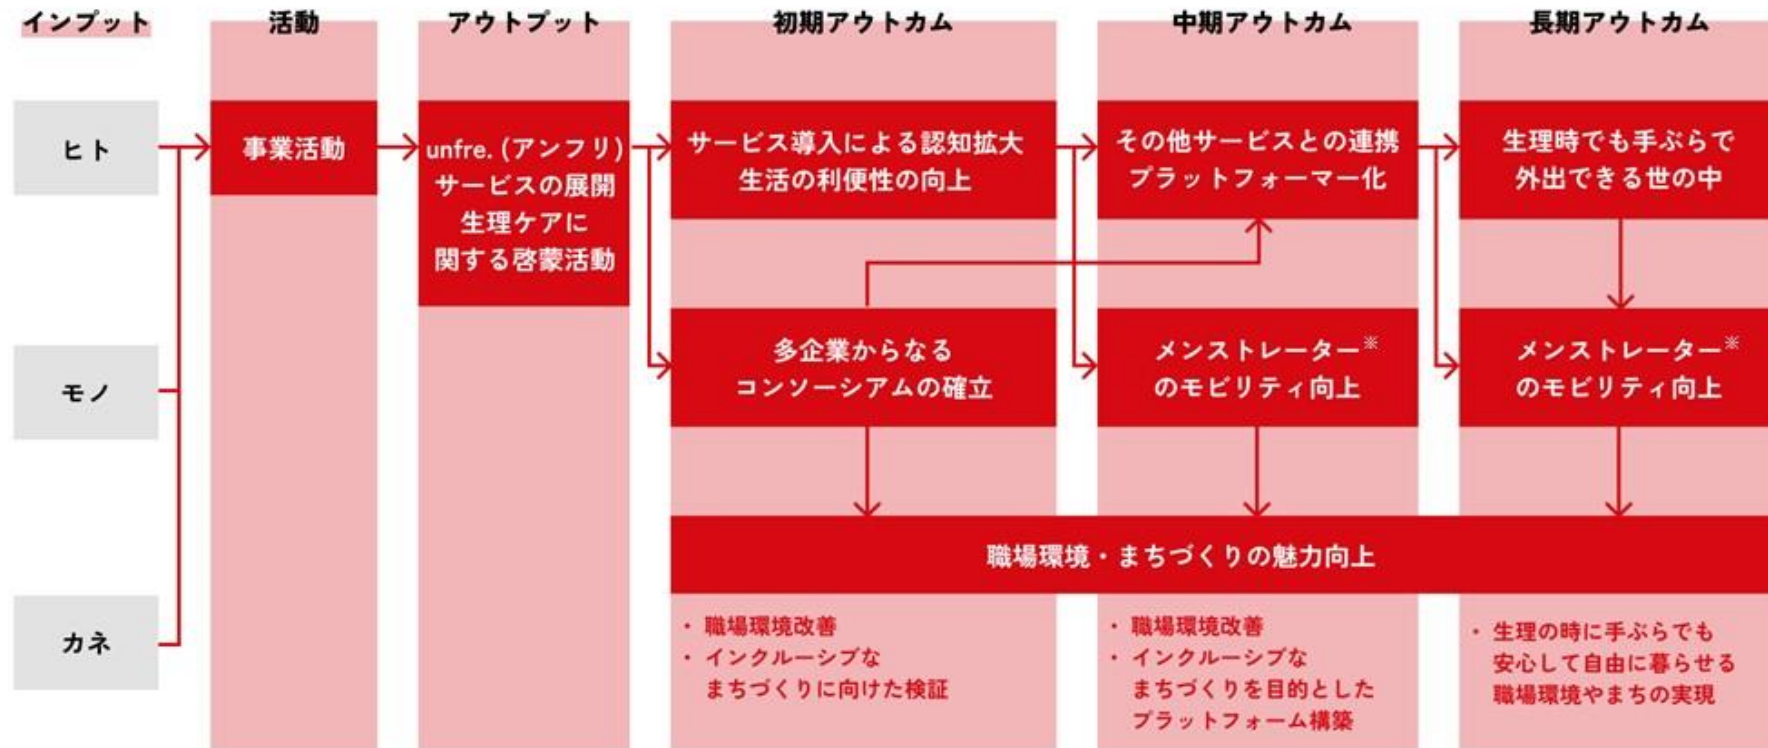 インプット
活動
アウトプット
初期アウトカム
中期アウトカム
長期アウトカム
ヒト
モノ
カネ
事業活動
unfre. (アンフリ)
サービスの展開
生理ケアに
関する啓蒙活動
サービス導入による認知拡大
生活の利便性の向上
その他サービスとの連携
プラットフォーマー化
生理時でも手ぶらで
外出できる世の中
多企業からなる
コンソーシアムの確立
メンストレーター※
のモビリティ向上
メンストレーター※
のモビリティ向上
職場環境・まちづくりの魅力向上
・ 職場環境改善
・ インクルーシブな
まちづくりに向けた検証
・ 職場環境改善
・ インクルーシブな
まちづくりを目的とした
プラットフォーム構築
・ 生理の時に手ぶらでも
安心して自由に暮らせる
職場環境やまちの実現